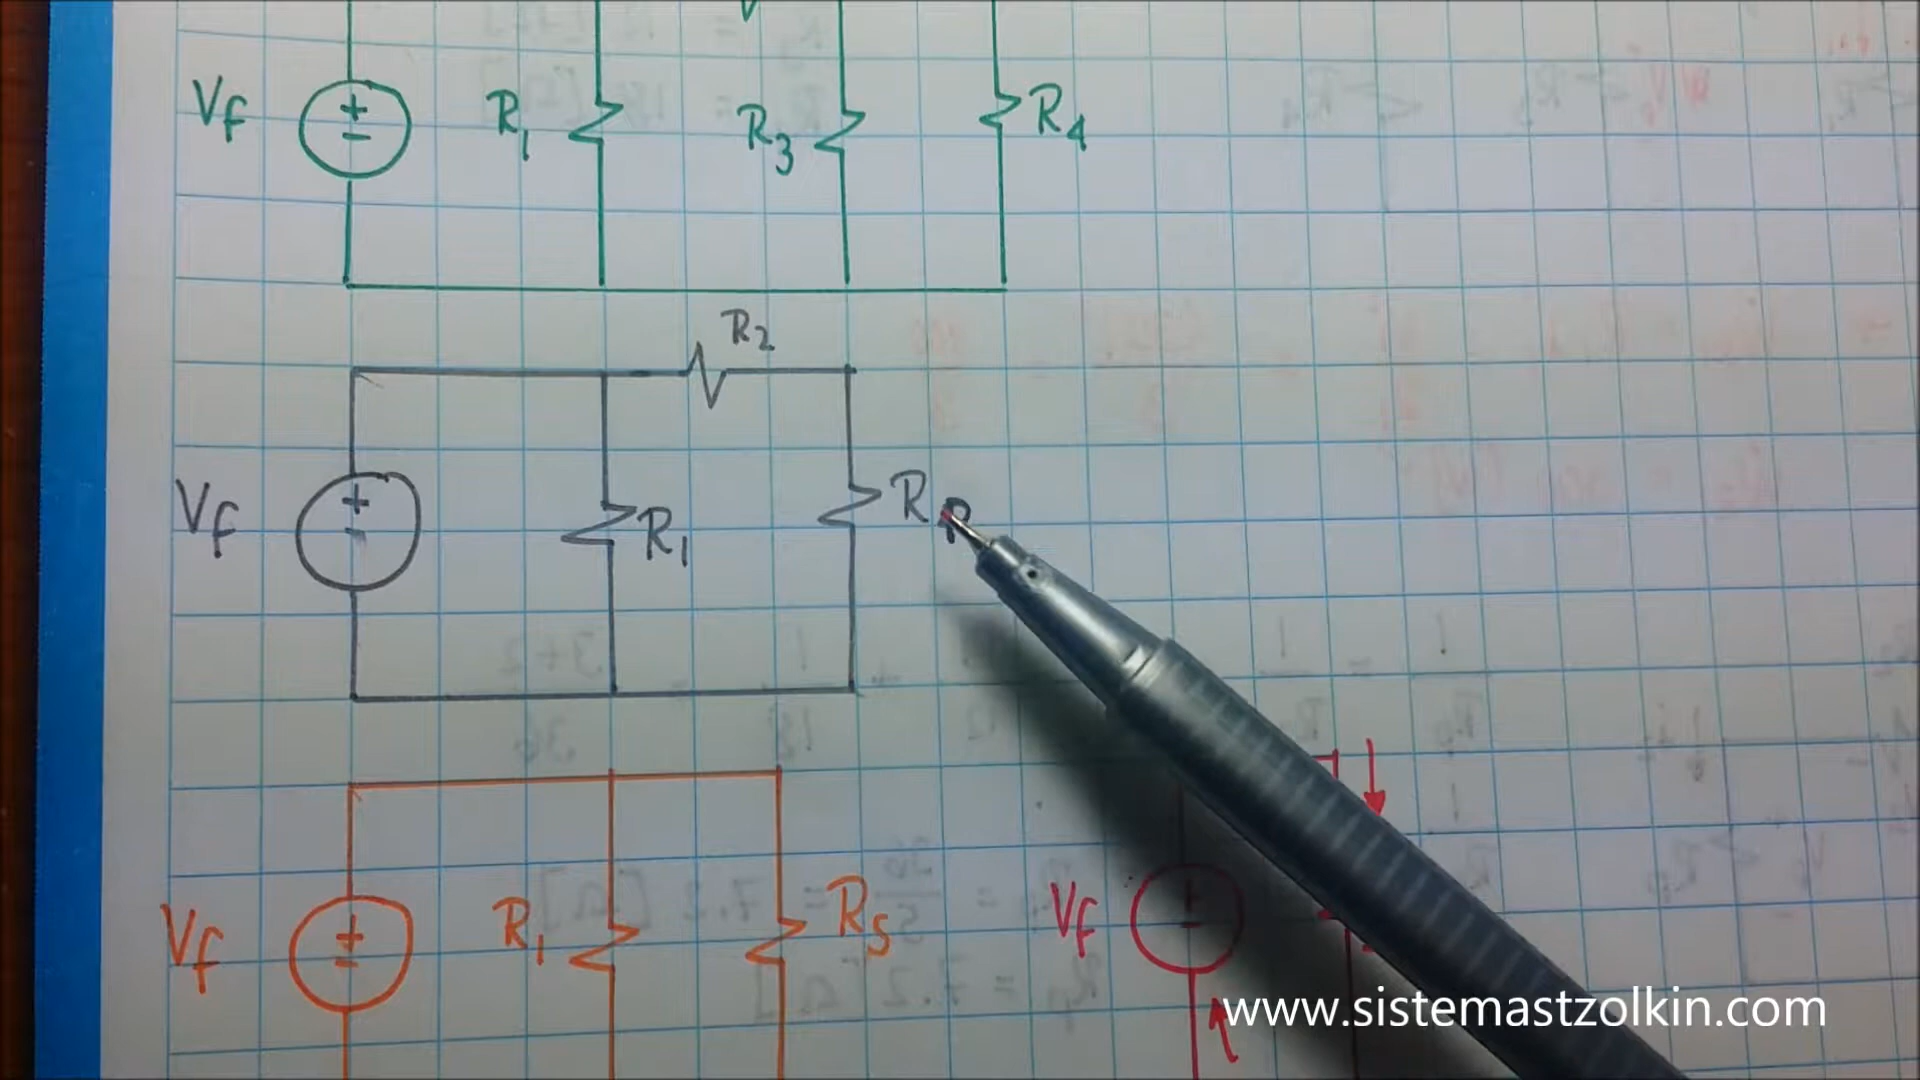 Vf
+
-
R1
R3
R4
R2
Vf
+
-
R1
Rp
Vf
+
-
R1
Rs
Vf
+
-
www.sistemastzolkin.com